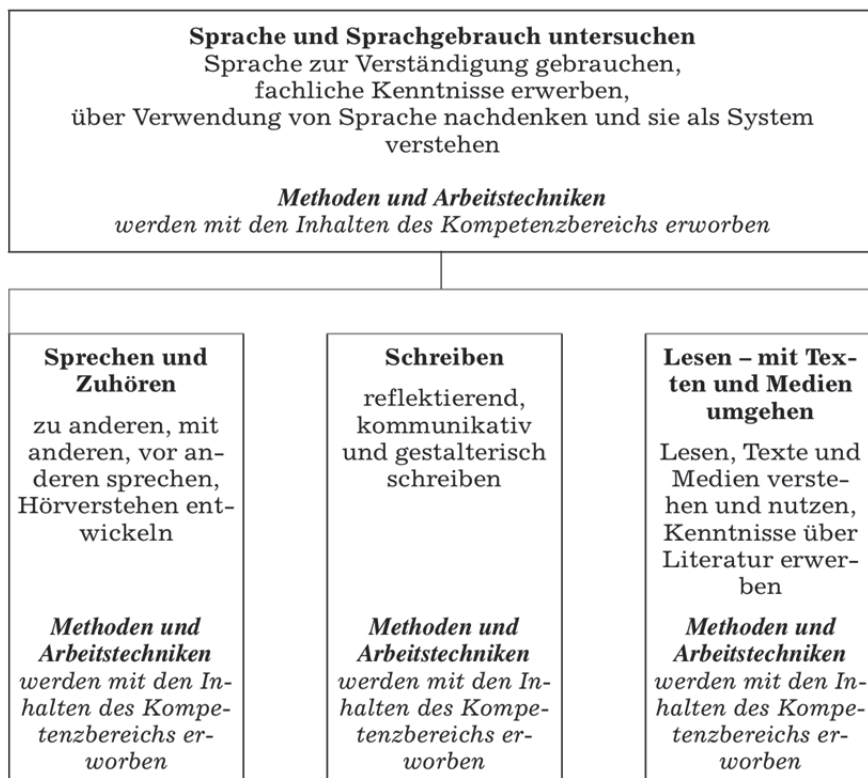 Sprache und Sprachgebrauch untersuchen
Sprache zur Verständigung gebrauchen,
fachliche Kenntnisse erwerben,
über Verwendung von Sprache nachdenken und sie als System
verstehen
Methoden und Arbeitstechniken
werden mit den Inhalten des Kompetenzbereichs erworben
Sprechen und
Zuhören
zu anderen, mit
anderen, vor an-
deren sprechen,
Hörverstehen ent-
wickeln
Methoden und
Arbeitstechniken
werden mit den In-
halten des Kompe-
tenzbereichs er-
worben
Schreiben
reflektierend,
kommunikativ
und gestalterisch
schreiben
Methoden und
Arbeitstechniken
werden mit den In-
halten des Kompe-
tenzbereichs er-
worben
Lesen – mit Tex-
ten und Medien
umgehen
Lesen, Texte und
Medien verste-
hen und nutzen,
Kenntnisse über
Literatur erwer-
ben
Methoden und
Arbeitstechniken
werden mit den In-
halten des Kompe-
tenzbereichs er-
worben